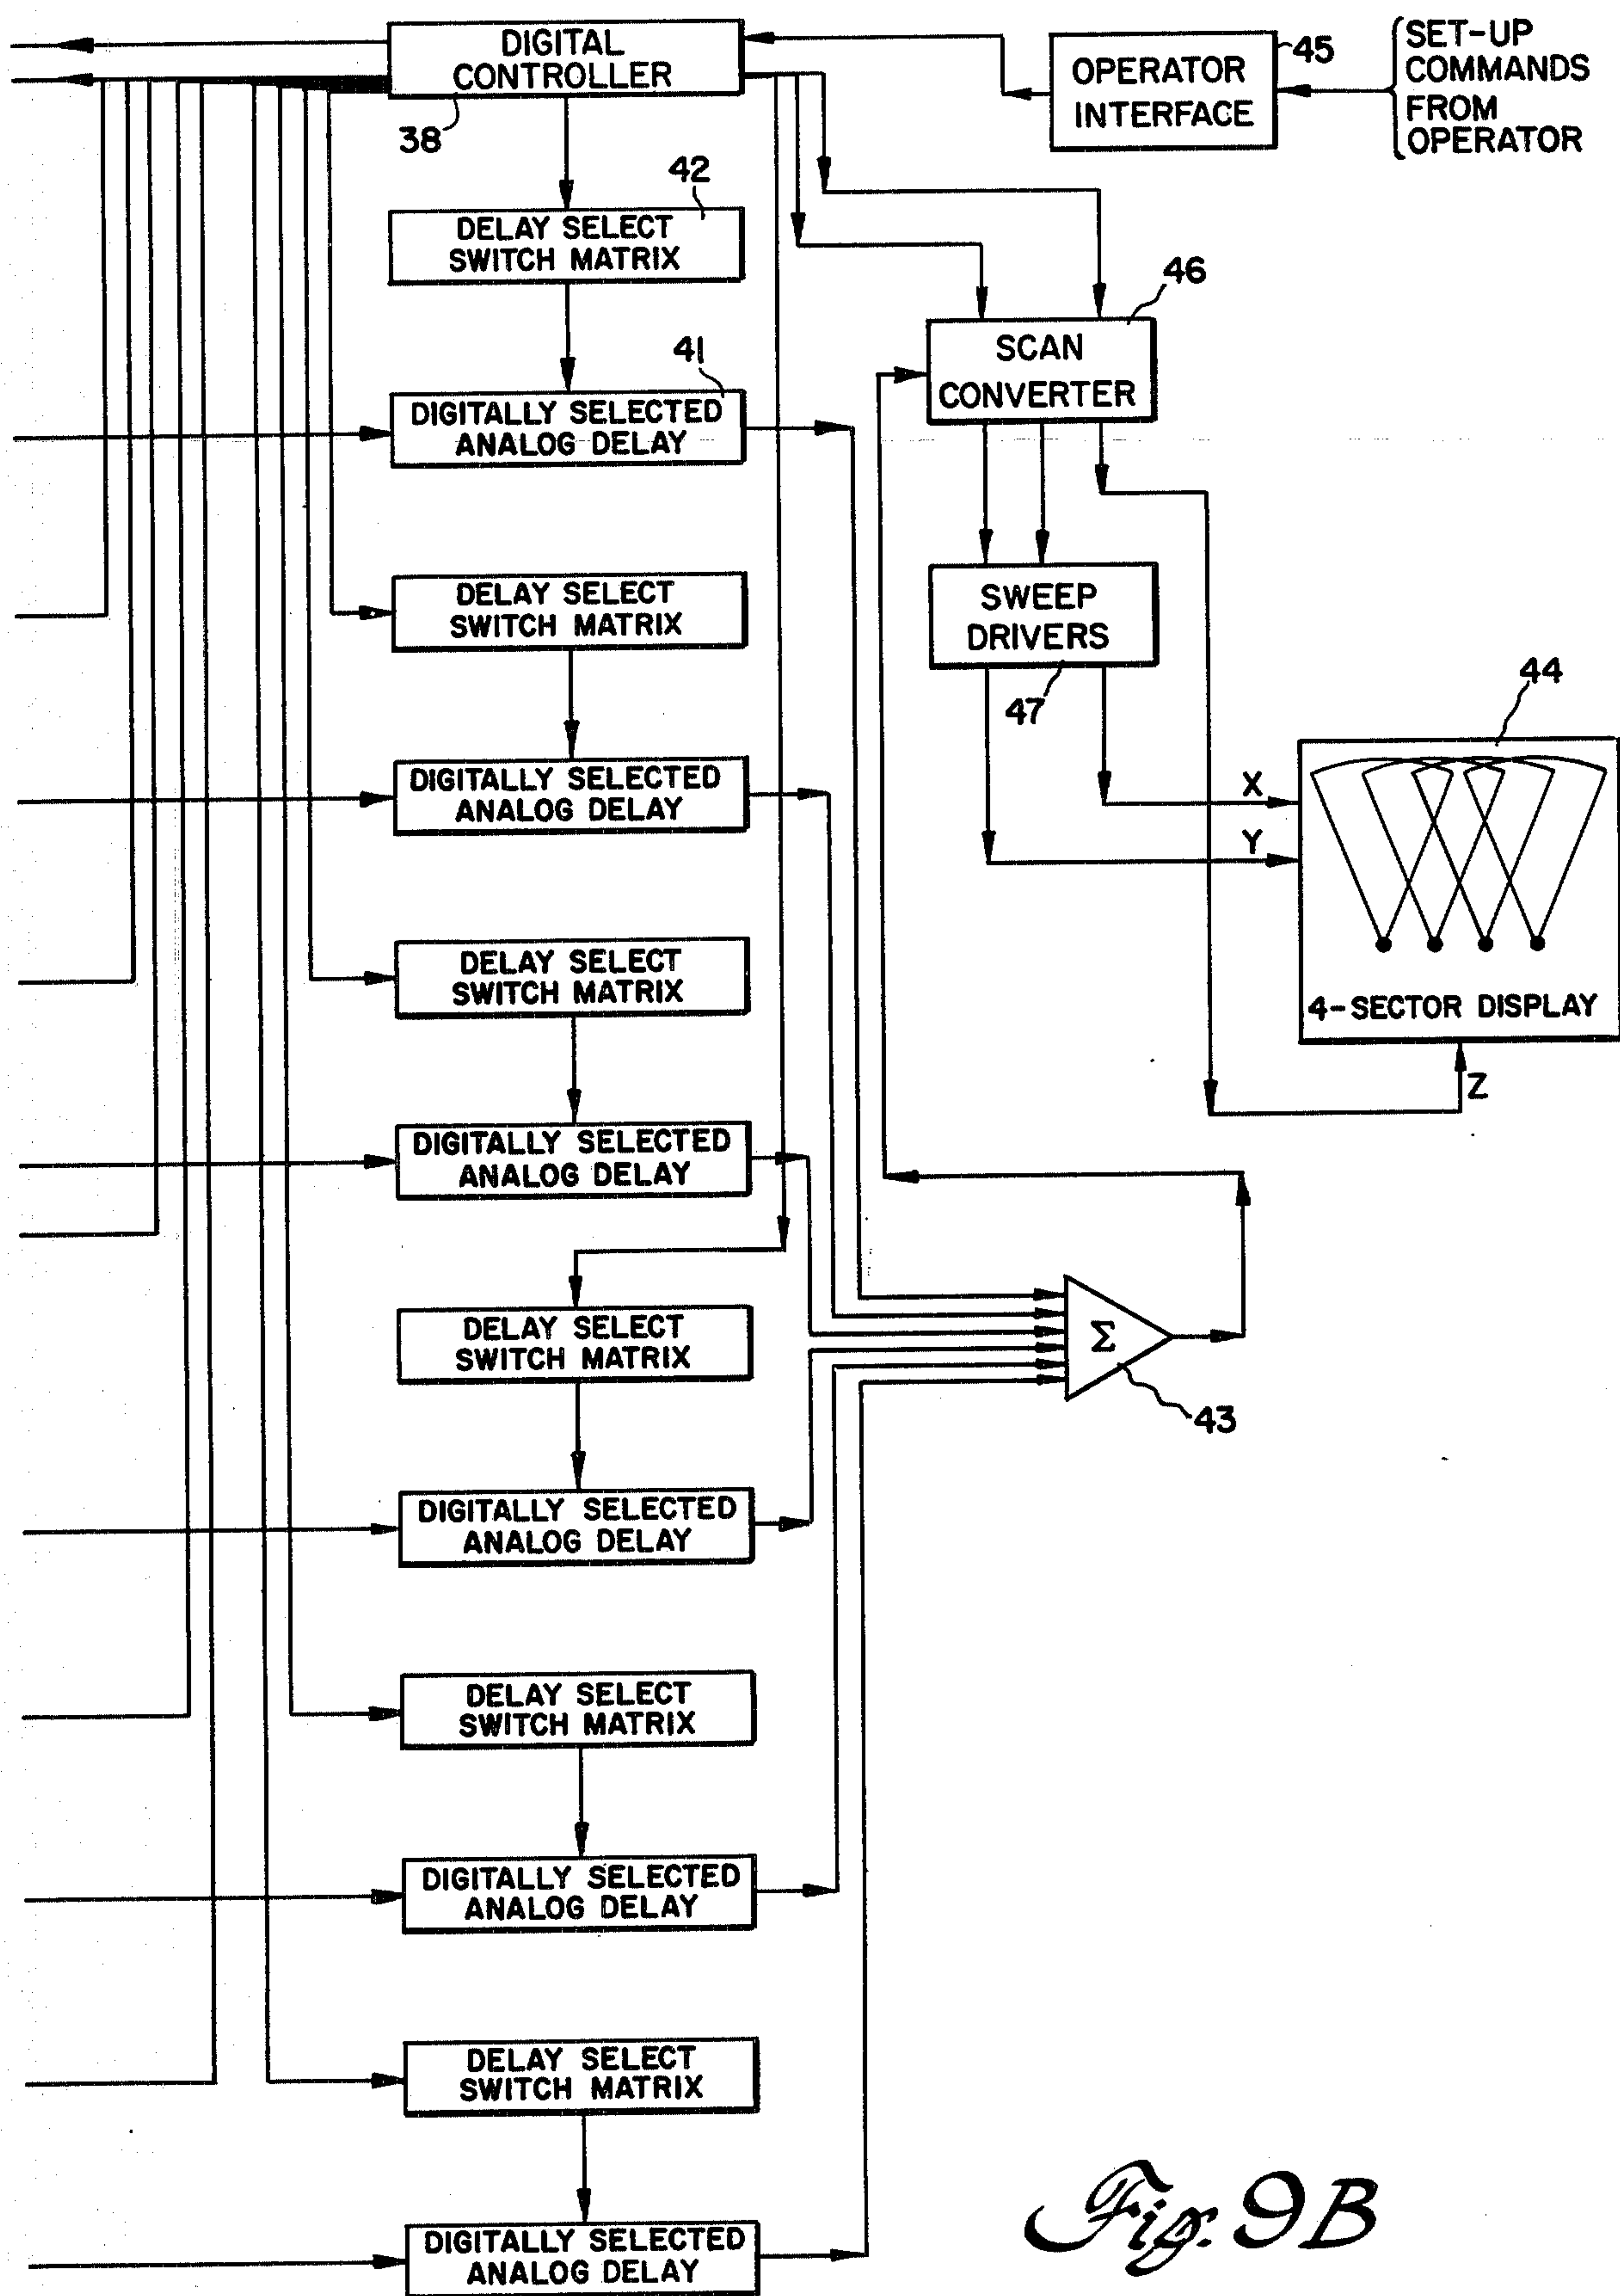 DIGITAL
CONTROLLER
38
OPERATOR
INTERFACE
45
SET-UP
COMMANDS
FROM
OPERATOR
42
DELAY SELECT
SWITCH MATRIX
46
SCAN
CONVERTER
41
DIGITALLY SELECTED
ANALOG DELAY
DELAY SELECT
SWITCH MATRIX
SWEEP
DRIVERS
47
44
DIGITALLY SELECTED
ANALOG DELAY
X
Y
4-SECTOR DISPLAY
Z
DELAY SELECT
SWITCH MATRIX
DIGITALLY SELECTED
ANALOG DELAY
DELAY SELECT
SWITCH MATRIX
Σ
43
DIGITALLY SELECTED
ANALOG DELAY
DELAY SELECT
SWITCH MATRIX
DIGITALLY SELECTED
ANALOG DELAY
DELAY SELECT
SWITCH MATRIX
DIGITALLY SELECTED
ANALOG DELAY
Fig. 9B